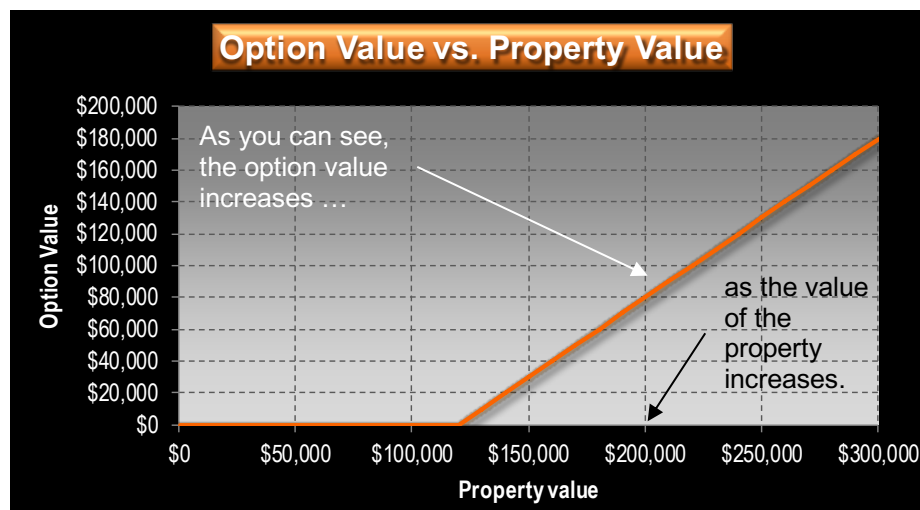 Option Value vs. Property Value
$200,000
$180,000
$160,000
$140,000
$120,000
$100,000
$80,000
$60,000
$40,000
$20,000
$0
Option Value
As you can see,
the option value
increases …
as the value
of the
property
increases.
$0 $50,000 $100,000 $150,000 $200,000 $250,000 $300,000
Property value